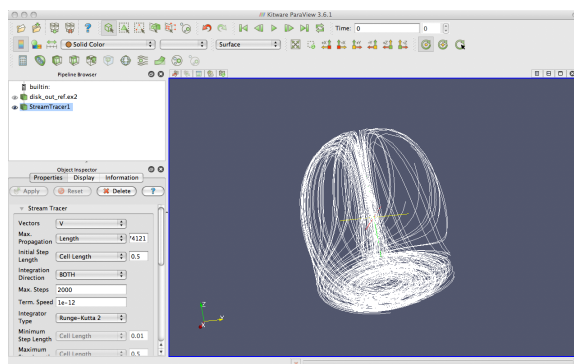 Kitware ParaView 3.6.1
Time: 0 0
Solid Color Surface
Pipeline Browser
builtin:
disk_out_ref.ex2
StreamTracer1
Object Inspector
Properties Display Information
Apply Reset Delete ?
Stream Tracer
Vectors V
Max. Propagation Length 74121
Initial Step Length Cell Length 0.5
Integration Direction BOTH
Max. Steps 2000
Term. Speed 1e-12
Integrator Type Runge-Kutta 2
Minimum Step Length Cell Length 0.01
Maximum Cell Length 0.5
Z
Y
X